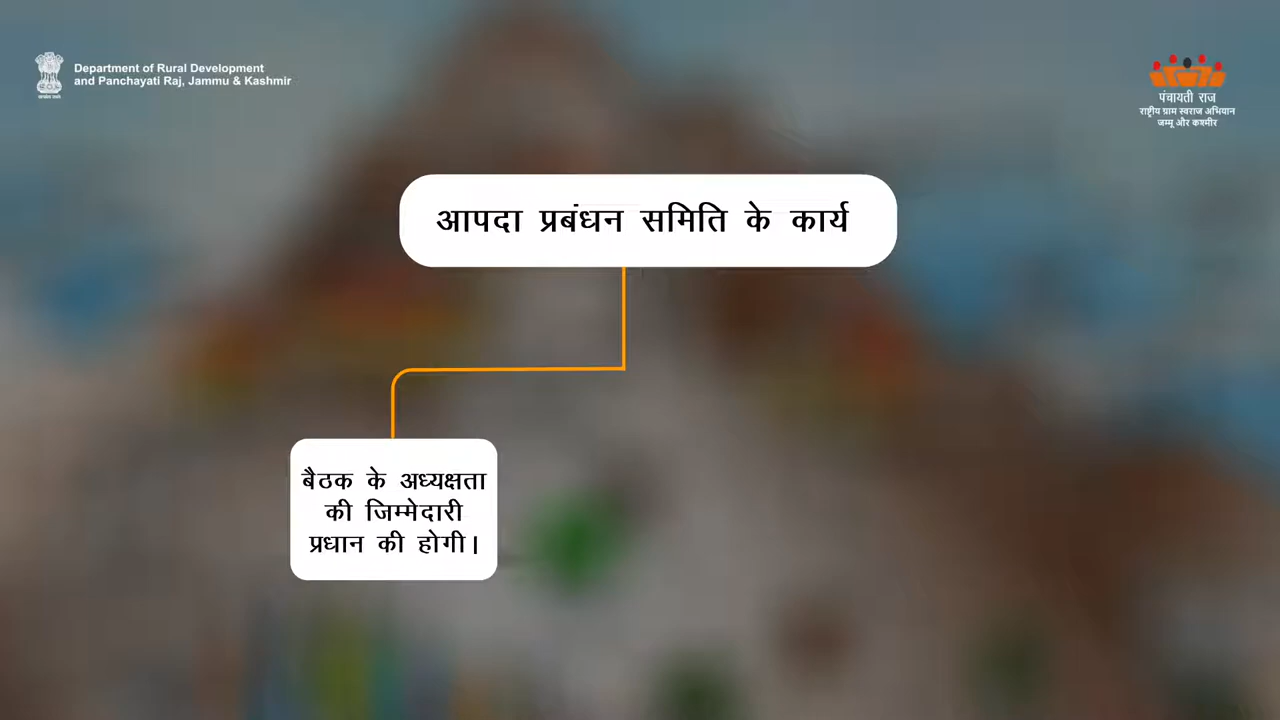 Department of Rural Development
and Panchayati Raj, Jammu & Kashmir
पंचायती राज
राष्ट्रीय ग्राम स्वराज अभियान
जम्मू और कश्मीर
आपदा प्रबंधन समिति के कार्य
बैठक के अध्यक्षता
की जिम्मेदारी
प्रधान की होगी।